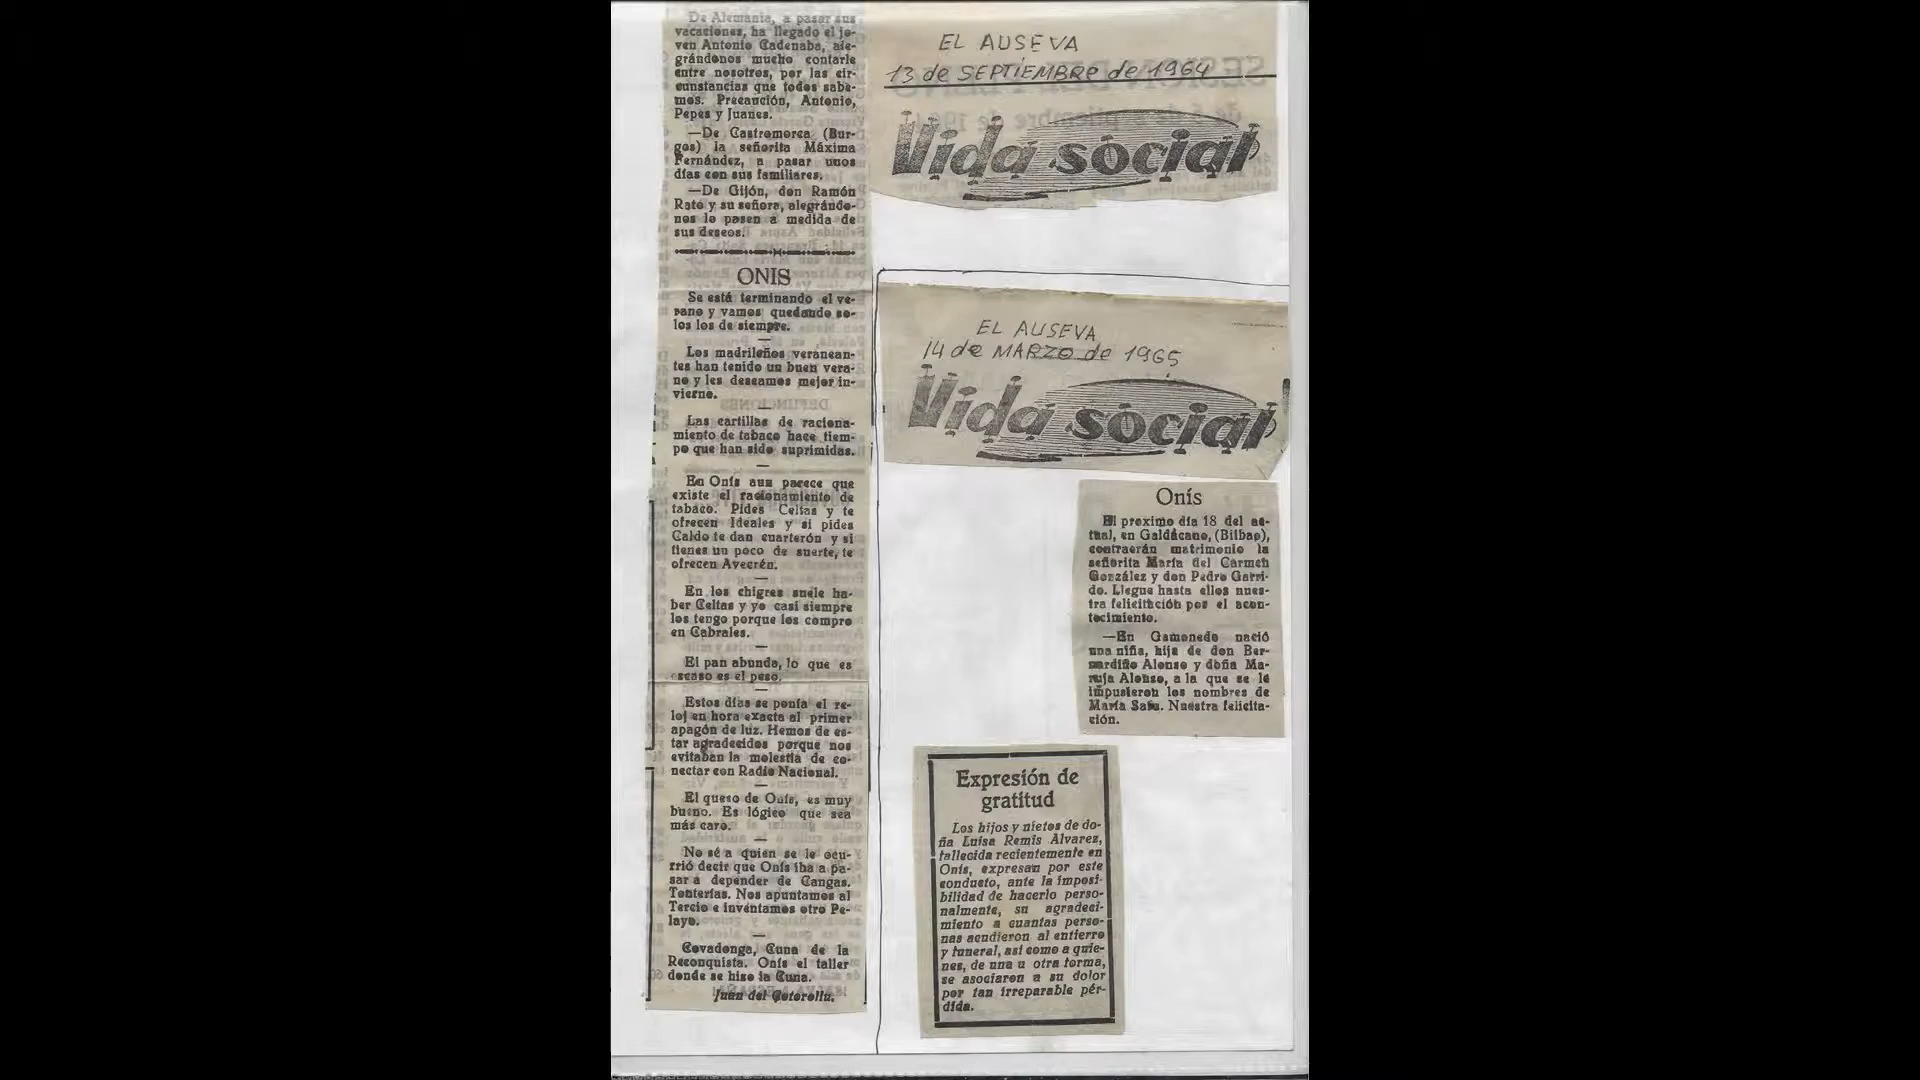 De Alemania, a pasar sus
vacaciones, ha llegado el jo-
ven Antonio Cadenaba, ale-
grándonos mucho contarle
entre nosotros, por las cir-
cunstancias que todos sabe-
mos. Precaución, Antonio,
Pepes y Juanes.
—De Castromorca (Bur-
gos) la señorita Máxima
Fernández, a pasar unos
días con sus familiares.
—De Gijón, don Ramón
Rato y su señora, alegrándo-
nos lo pasen a medida de
sus deseos.
ONIS
Se está terminando el ve-
rano y vamos quedando so-
los los de siempre.
Los madrileños veranean-
tes han tenido un buen vera-
no y les deseamos mejor in-
vierno.
Las cartillas de raciona-
miento de tabaco hace tiem-
po que han sido suprimidas.
En Onís aun parece que
existe el racionamiento de
tabaco. Pides Celtas y te
ofrecen Ideales y si pides
Caldo te dan cuarterón y si
tienes un poco de suerte, te
ofrecen Avecrén.
En los chigres suele ha-
ber Celtas y yo casi siempre
los tengo porque los compro
en Cabrales.
El pan abunda, lo que es
escaso es el peso.
Estos días se ponía el re-
loj en hora exacta al primer
apagón de luz. Hemos de es-
tar agradecidos porque nos
evitaban la molestia de co-
nectar con Radio Nacional.
El queso de Onís, es muy
bueno. Es lógico que sea
más caro.
No sé a quien se le ocu-
rrió decir que Onís iba a pa-
sar a depender de Cangas.
Tonterías. Nos apuntamos al
Tercio e inventamos otro Pe-
layo.
Covadonga, Cuna de la
Reconquista. Onís el taller
donde se hizo la Cuna.
Juan del Cotorollu.
EL AUSEVA
13 de SEPTIEMBRE de 1964
Vida social
EL AUSEVA
14 de MARZO de 1965
Vida social
Onís
El proximo día 18 del ac-
tual, en Galdácano, (Bilbao),
contraerán matrimonio la
señorita María del Carmen
González y don Pedro Garri-
do. Llegue hasta ellos nues-
tra felicitación por el acon-
tecimiento.
—En Gamonedo nació
una niña, hija de don Ber-
nardino Alonso y doña Ma-
ruja Alonso, a la que se le
impusieron los nombres de
María Nuestra felicita-
ción.
Expresión de
gratitud
Los hijos y nietos de do-
ña Luisa Remis Alvarez,
fallecida recientemente en
Onís, expresan por este
conducto, ante la imposi-
bilidad de hacerlo perso-
nalmente, su agradeci-
miento a cuantas perso-
nas acudieron al entierro
y funeral, así como a quie-
nes, de una u otra forma,
se asociaron a su dolor
por tan irreparable pér-
dida.